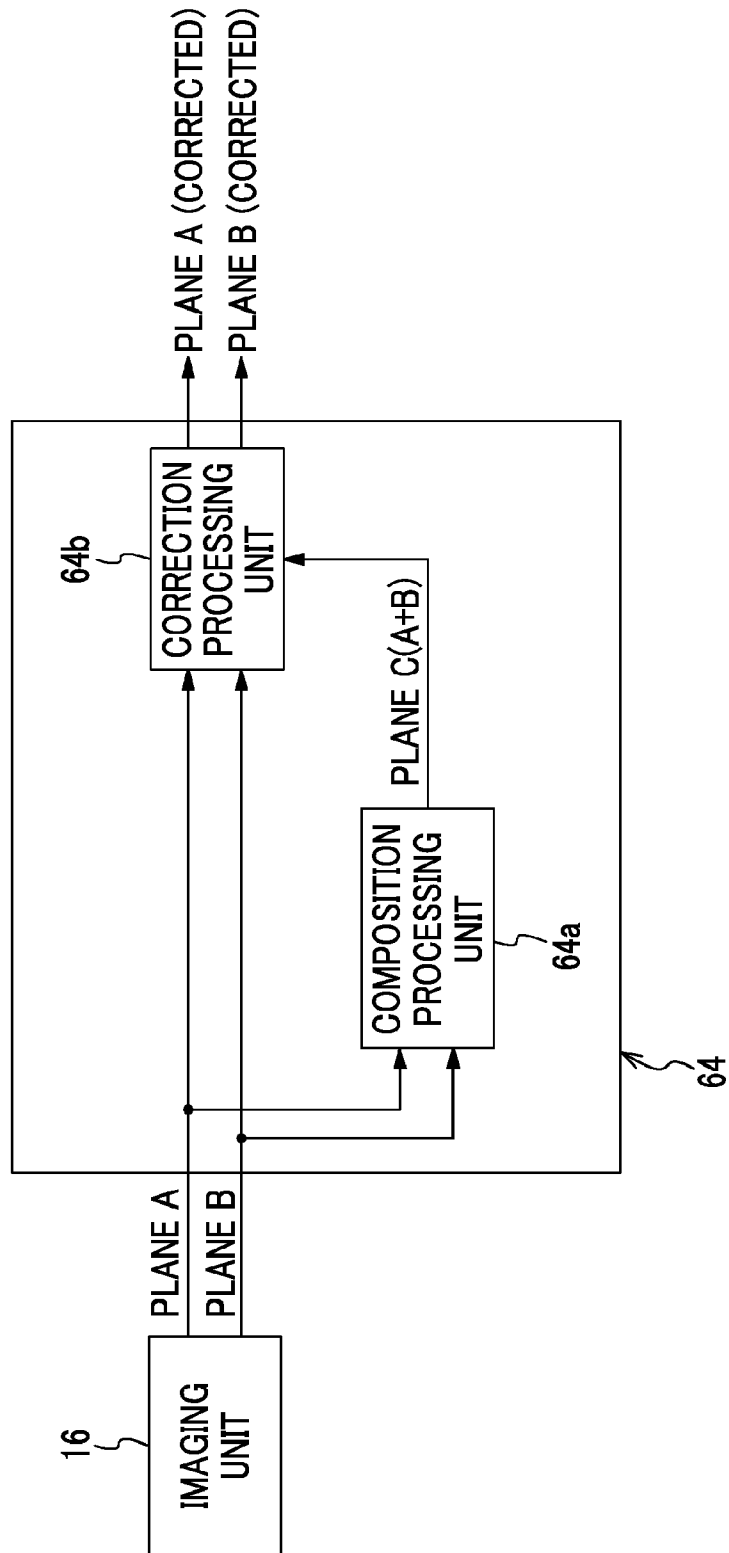 16
IMAGING
UNIT
PLANE A
PLANE B
64
64a
COMPOSITION
PROCESSING
UNIT
PLANE C(A+B)
64b
CORRECTION
PROCESSING
UNIT
PLANE A (CORRECTED)
PLANE B (CORRECTED)